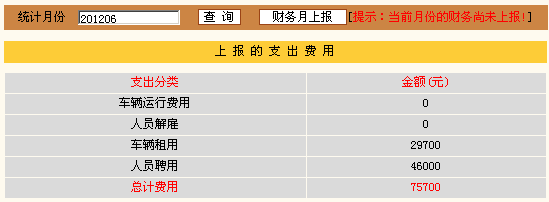 统计月份 201206 查 询 财务月上报 [提示：当前月份的财务尚未上报!]
上 报 的 支 出 费 用
支出分类 金额(元)
车辆运行费用 0
人员解雇 0
车辆租用 29700
人员聘用 46000
总计费用 75700